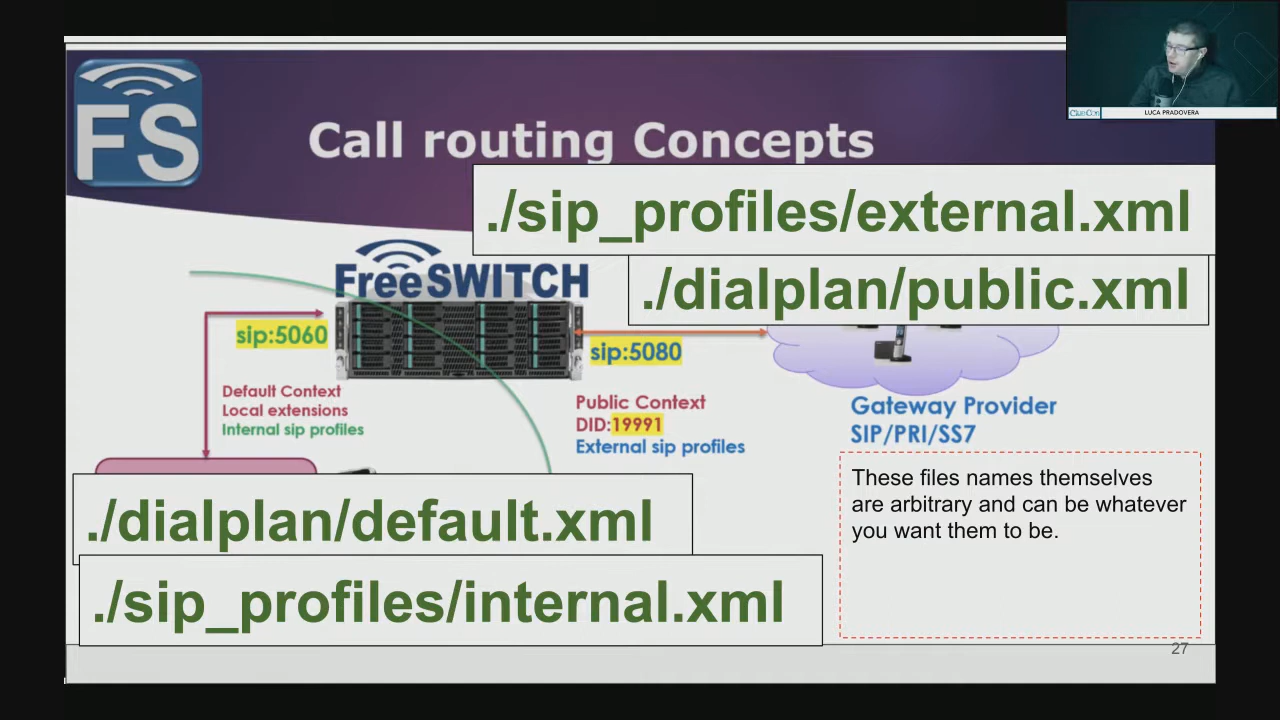 FS
Call routing Concepts
ClueCon
LUCA PRADOVERA
./sip_profiles/external.xml
./dialplan/public.xml
FreeSWITCH
sip:5060
sip:5080
Default Context
Local extensions
Internal sip profiles
Public Context
DID:19991
External sip profiles
Gateway Provider
SIP/PRI/SS7
./dialplan/default.xml
./sip_profiles/internal.xml
These files names themselves
are arbitrary and can be whatever
you want them to be.
27